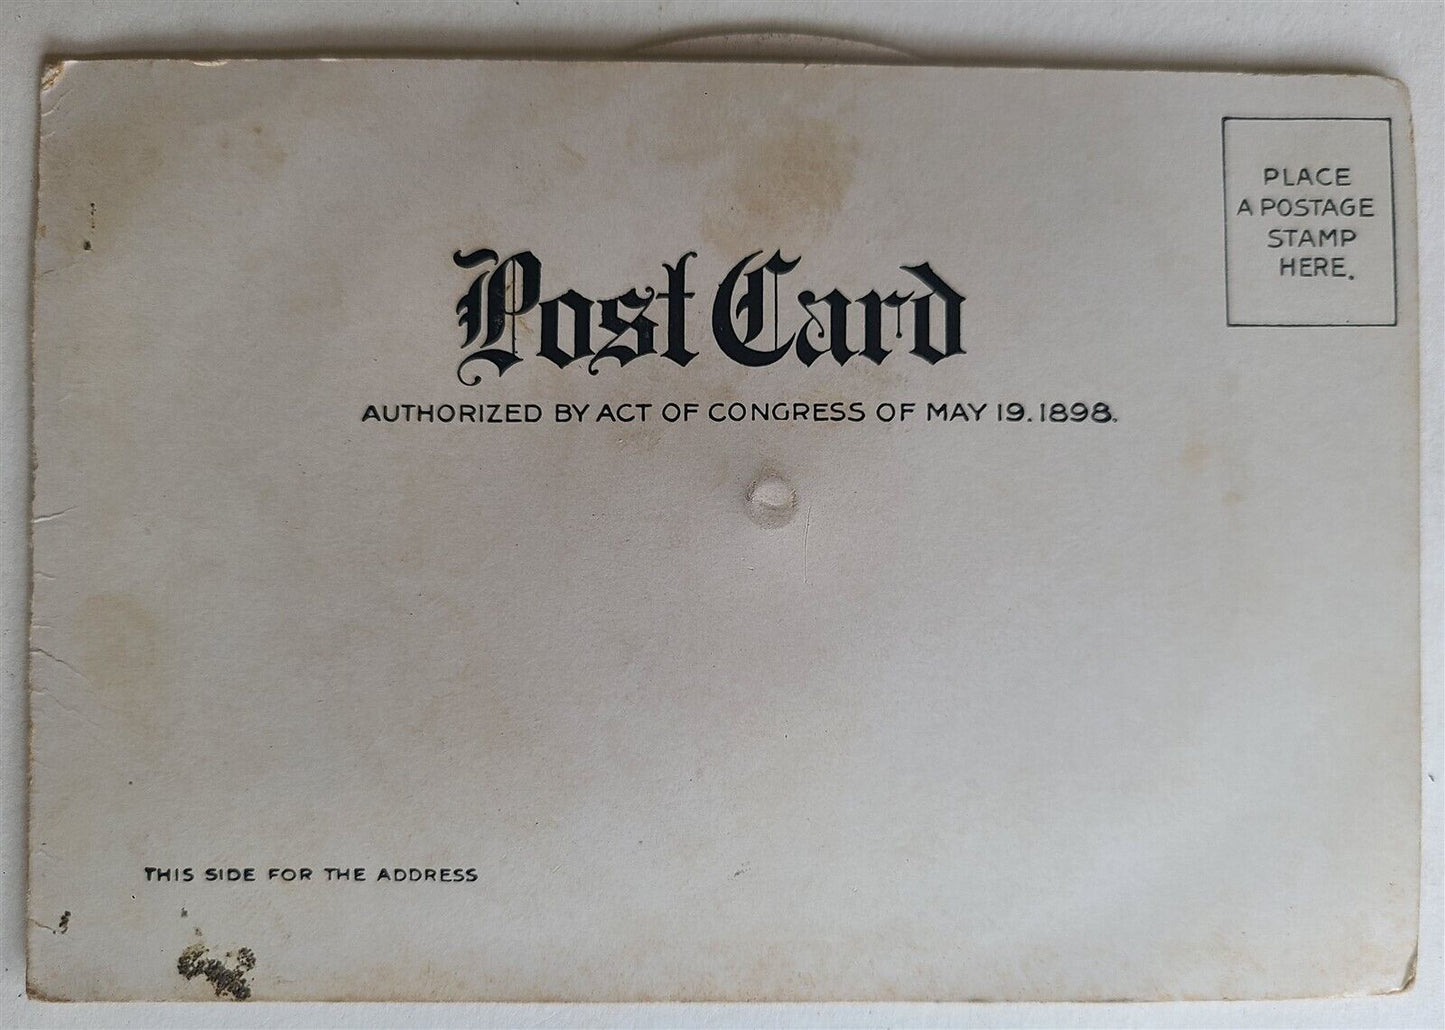 PLACE
A POSTAGE
STAMP
HERE.
Post Card
AUTHORIZED BY ACT OF CONGRESS OF MAY 19.1898.
THIS SIDE FOR THE ADDRESS